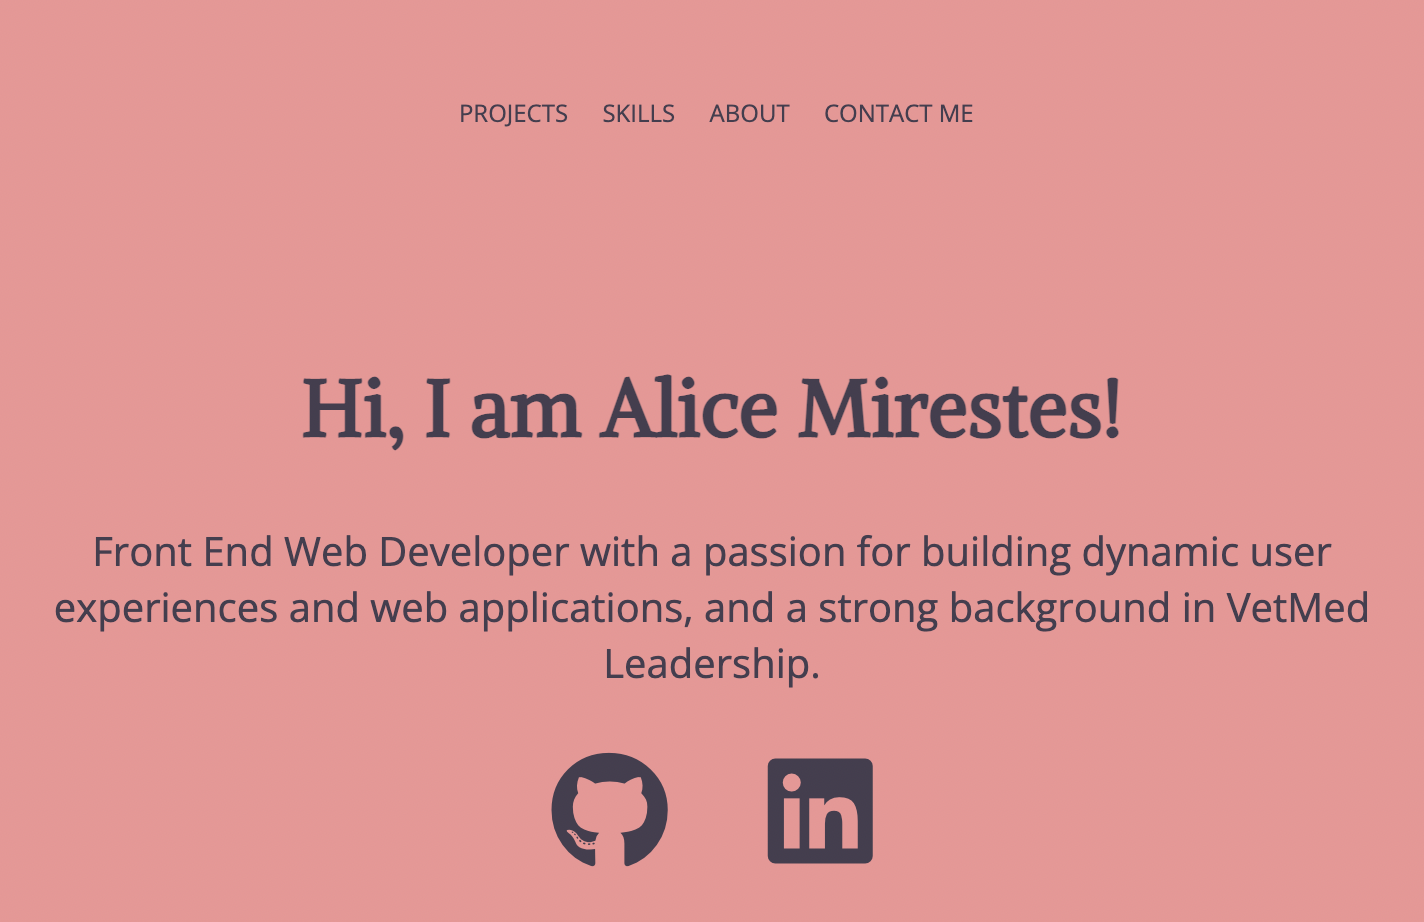 PROJECTS SKILLS ABOUT CONTACT ME
Hi, I am Alice Mirestes!
Front End Web Developer with a passion for building dynamic user
experiences and web applications, and a strong background in VetMed
Leadership.
in